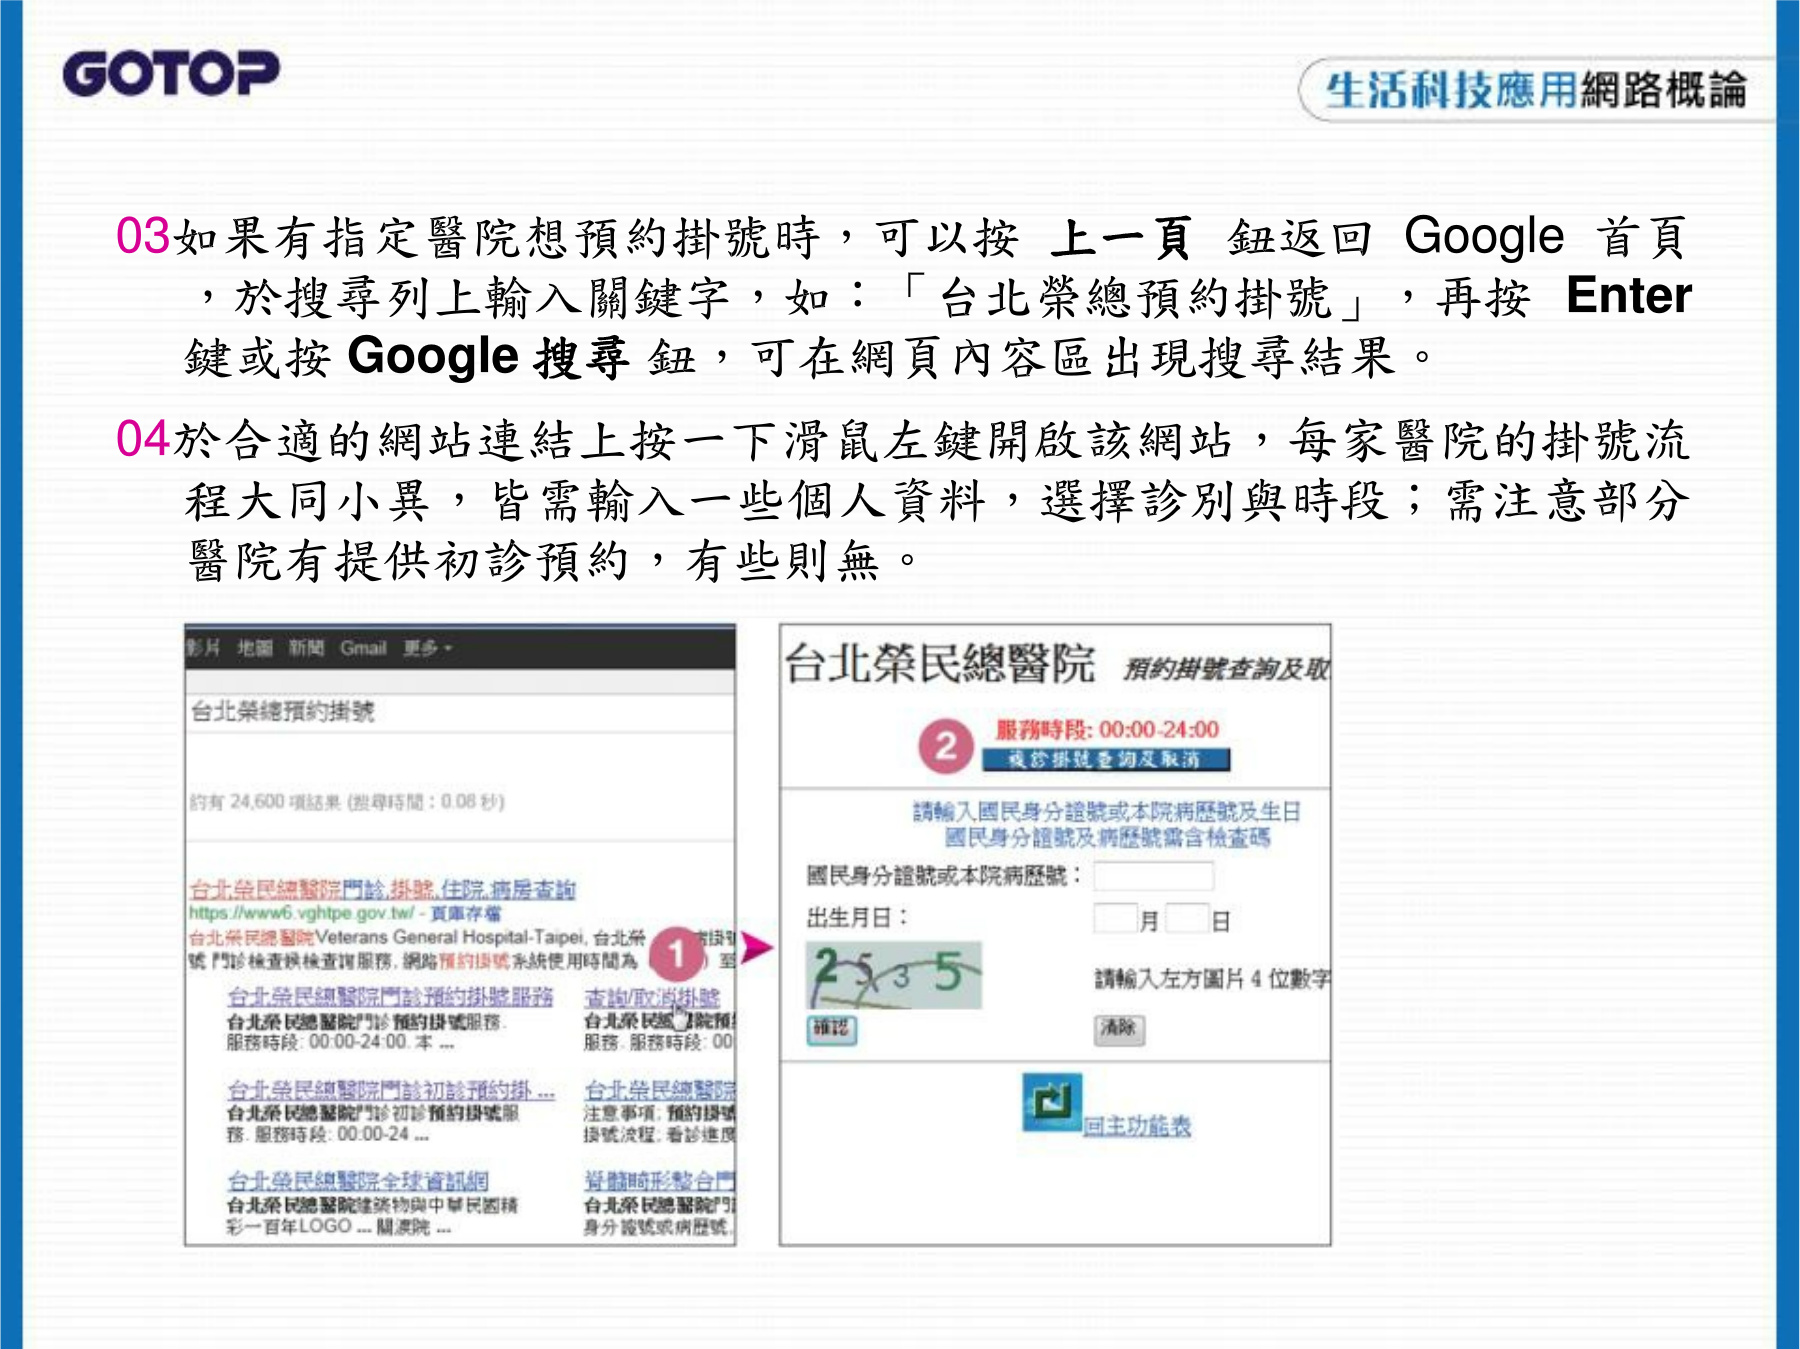 GOTOP
生活科技應用網路概論
03如果有指定醫院想預約掛號時，可以按 上一頁 鈕返回 Google 首頁
，於搜尋列上輸入關鍵字，如：「台北榮總預約掛號」，再按 Enter
鍵或按 Google 搜尋 鈕，可在網頁內容區出現搜尋結果。
04於合適的網站連結上按一下滑鼠左鍵開啟該網站，每家醫院的掛號流
程大同小異，皆需輸入一些個人資料，選擇診別與時段；需注意部分
醫院有提供初診預約，有些則無。
影片 地圖 新聞 Gmail 更多
台北榮總預約掛號
約有 24,600 項結果 (搜尋時間：0.08 秒)
台北榮民總醫院門診,掛號,住院,病房查詢
https://www6.vghtpe.gov.tw/ - 頁庫存檔
台北榮民總醫院Veterans General Hospital-Taipei, 台北榮 掛號
號 門診檢查候檢查詢服務, 網路預約掛號系統使用時間為 ) 至
1
台北榮民總醫院門診預約掛號服務 查詢/取消掛號
台北榮民總醫院門診 預約掛號服務. 台北榮民總醫院預
服務時段: 00:00-24:00. 本 ... 服務. 服務時段: 00
台北榮民總醫院門診初診預約掛 ... 台北榮民總醫院
台北榮民總醫院門診 初診預約掛號服 注意事項; 預約掛號
務. 服務時段: 00:00-24 ... 掛號流程; 看診進度
台北榮民總醫院全球資訊網 脊髓畸形整合門
台北榮民總醫院建築物與中華民國精 台北榮民總醫院門
彩一百年LOGO ... 關渡院 ... 身分證號或病歷號.
台北榮民總醫院 預約掛號查詢及取
2
服務時段: 00:00-24:00
複診掛號查詢及取消
請輸入國民身分證號或本院病歷號及生日
國民身分證號及病歷號需含檢查碼
國民身分證號或本院病歷號：
出生月日： 月 日
2 5 3 5
請輸入左方圖片 4 位數字
確認 清除
回主功能表